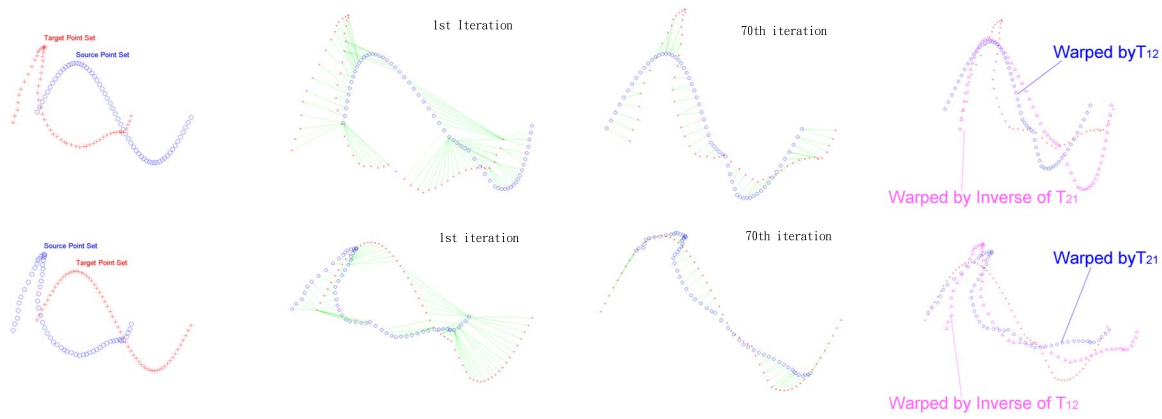 Target Point Set
Source Point Set
1st Iteration
70th iteration
Warped byT12
Warped by Inverse of T21
Source Point Set
Target Point Set
1st iteration
70th iteration
Warped byT21
Warped by Inverse of T12